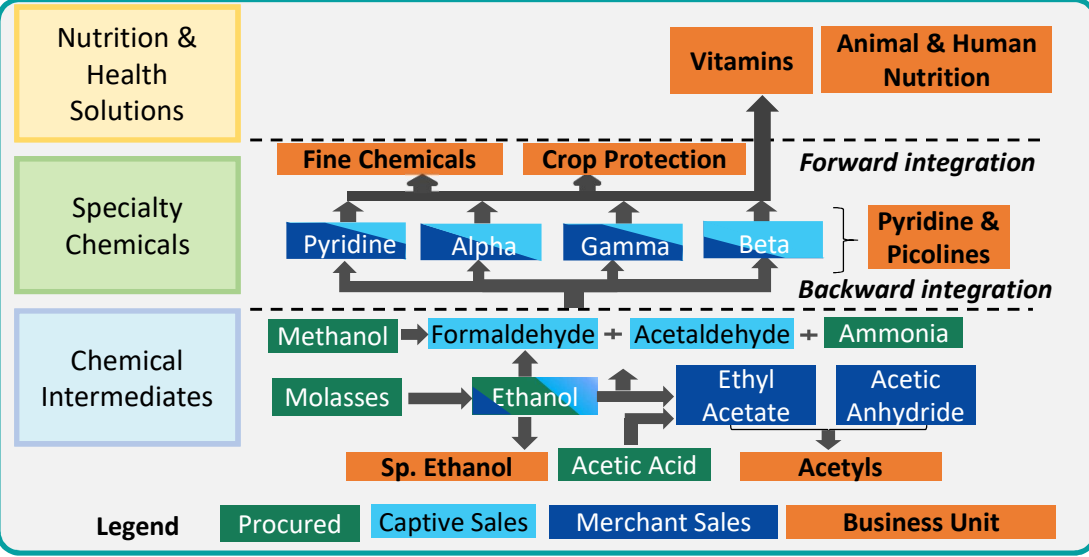 Nutrition &
Health
Solutions
Vitamins
Animal & Human
Nutrition
Fine Chemicals
Crop Protection
Forward integration
Specialty
Chemicals
Pyridine
Alpha
Gamma
Beta
Pyridine &
Picolines
Backward integration
Chemical
Intermediates
Methanol
Formaldehyde
+
Acetaldehyde
+
Ammonia
Molasses
Ethanol
Ethyl
Acetate
Acetic
Anhydride
Sp. Ethanol
Acetic Acid
Acetyls
Legend
Procured
Captive Sales
Merchant Sales
Business Unit